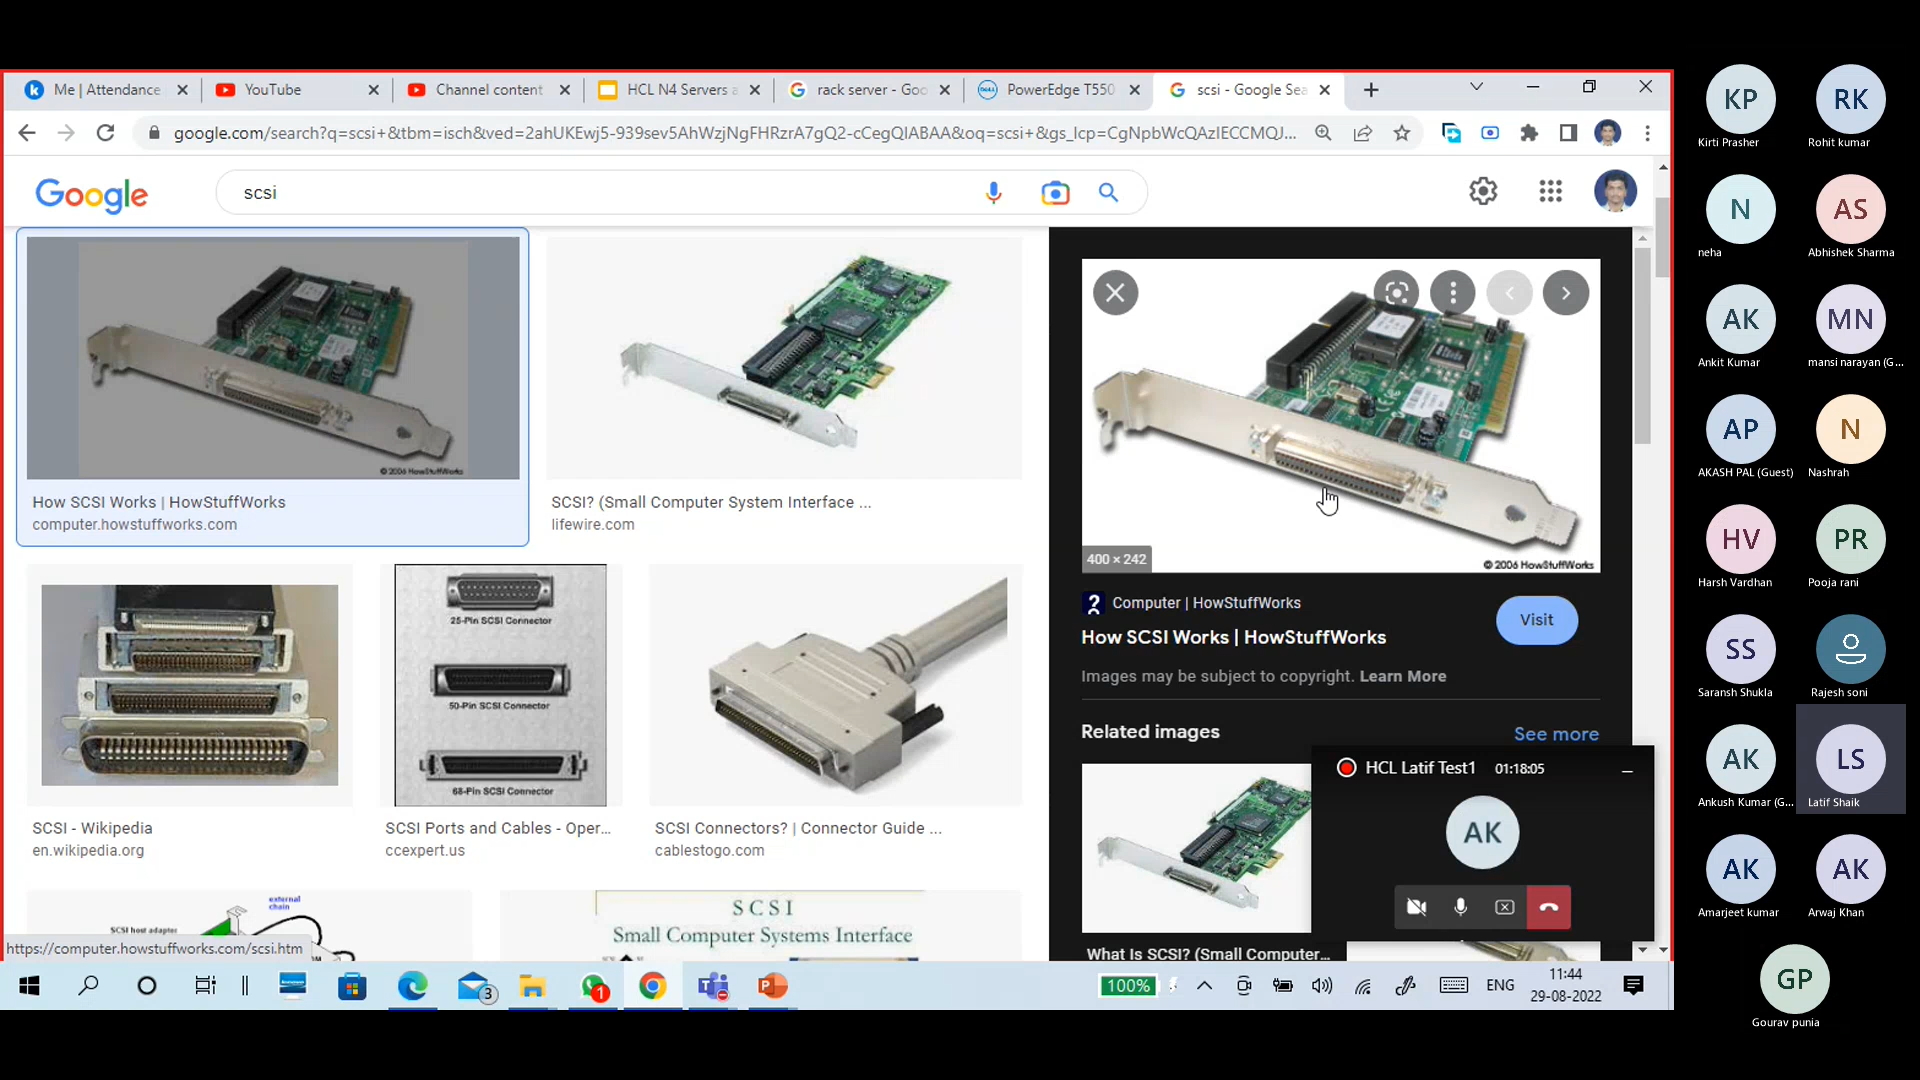 Me | Attendance
YouTube
Channel content
HCL N4 Servers a
rack server - Goo
PowerEdge T550
scsi - Google Sea
google.com/search?q=scsi+&tbm=isch&ved=2ahUKEwj5-939sev5AhWzjNgFHRzrA7gQ2-cCegQIABAA&oq=scsi+&gs_lcp=CgNpbWcQAzIECCMQJ...
Google
scsi
© 2006 HowStuffWorks
How SCSI Works | HowStuffWorks
computer.howstuffworks.com
SCSI? (Small Computer System Interface ...
lifewire.com
25-Pin SCSI Connector
50-Pin SCSI Connector
68-Pin SCSI Connector
SCSI - Wikipedia
en.wikipedia.org
SCSI Ports and Cables - Oper...
ccexpert.us
SCSI Connectors? | Connector Guide ...
cablestogo.com
external
chain
SCSI host adapter
SCSI
Small Computer Systems Interface
https://computer.howstuffworks.com/scsi.htm
400 × 242
© 2006 HowStuffWorks
Computer | HowStuffWorks
How SCSI Works | HowStuffWorks
Visit
Images may be subject to copyright. Learn More
Related images
See more
What Is SCSI? (Small Computer...
HCL Latif Test1
01:18:05
AK
3
1
100%
ENG
11:44
29-08-2022
KP
Kirti Prasher
RK
Rohit kumar
N
neha
AS
Abhishek Sharma
AK
Ankit Kumar
MN
mansi narayan (G...
AP
AKASH PAL (Guest)
N
Nashrah
HV
Harsh Vardhan
PR
Pooja rani
SS
Saransh Shukla
Rajesh soni
AK
Ankush Kumar (G...
LS
Latif Shaik
AK
Amarjeet kumar
AK
Arwaj Khan
GP
Gourav punia